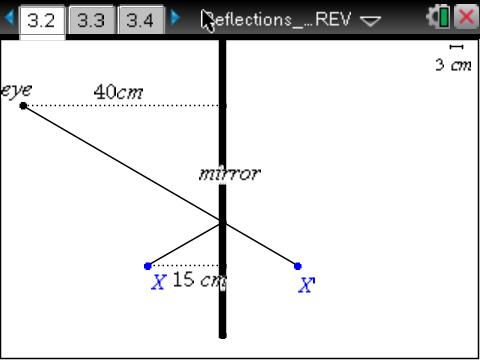 3.2 3.3 3.4 Reflections_...REV
3 cm
eye 40cm
mirror
X 15 cm X'